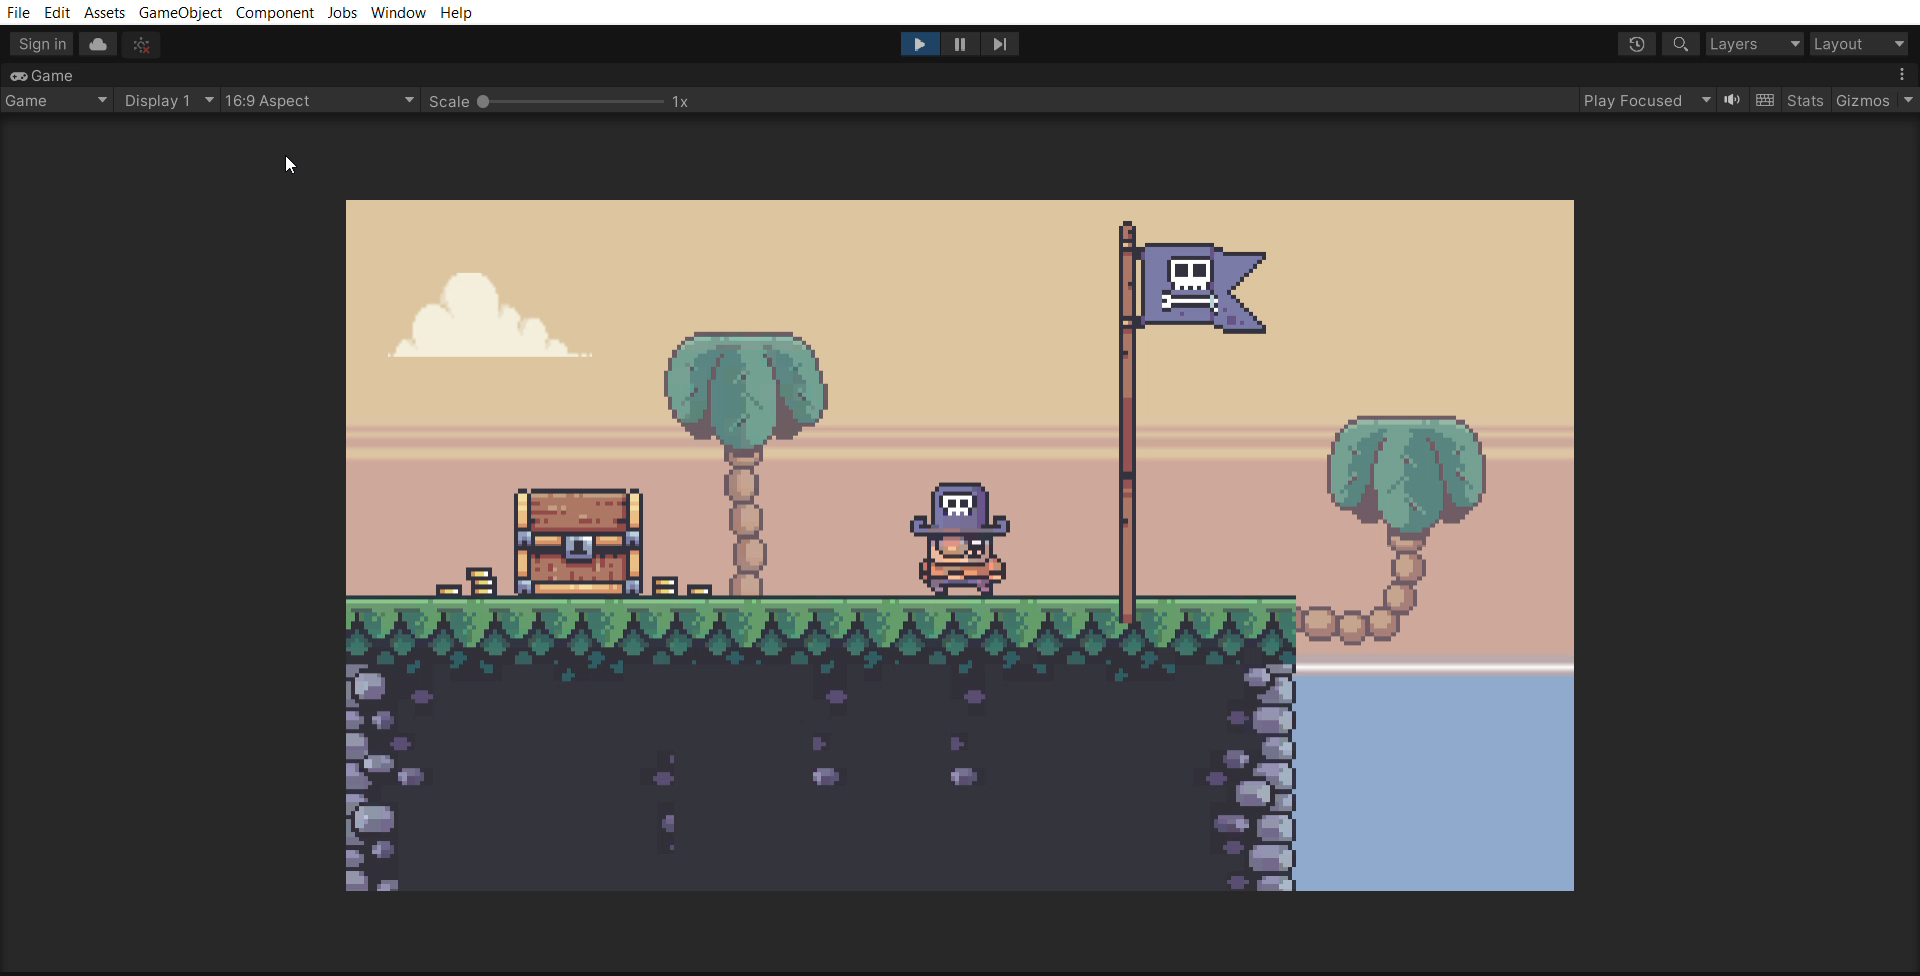 File Edit Assets GameObject Component Jobs Window Help
Sign in Layers Layout
Game
Game Display 1 16:9 Aspect Scale 1x Play Focused Stats Gizmos